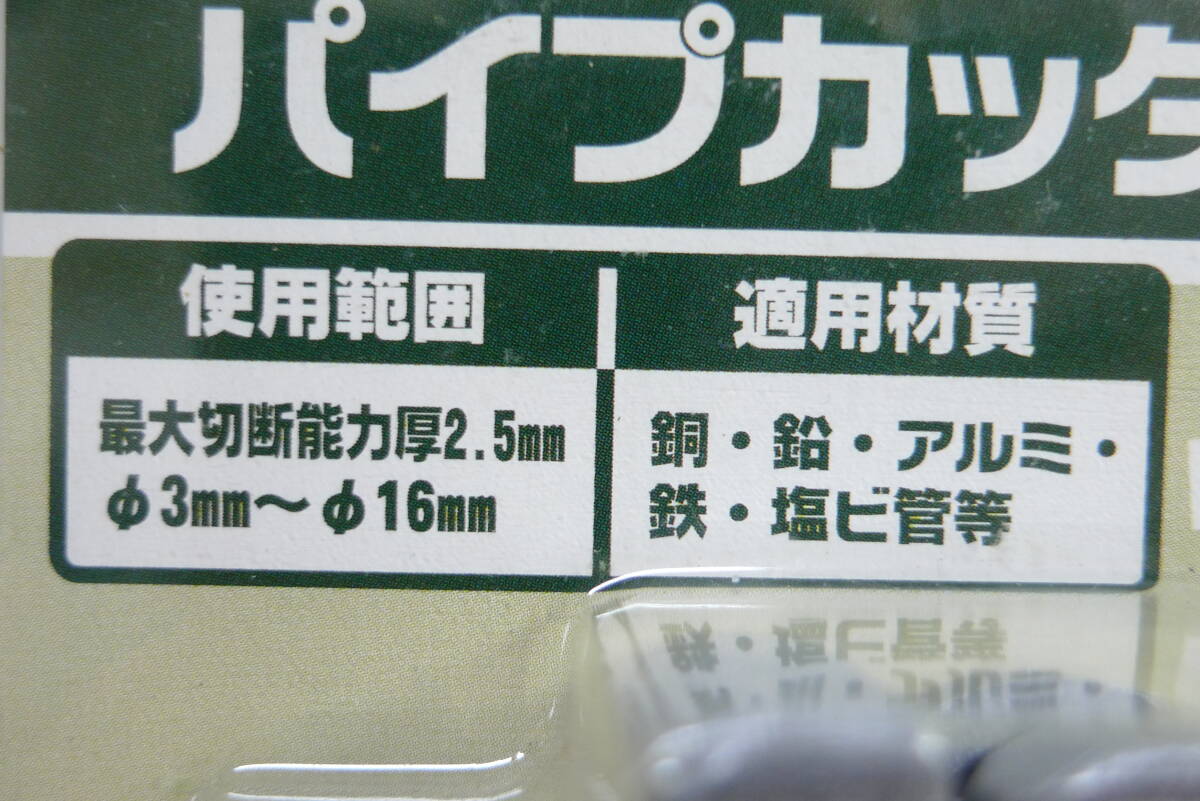 パイプカッタ
使用範囲
適用材質
最大切断能力厚2.5mm
φ3mm〜φ16mm
銅・鉛・アルミ・
鉄・塩ビ管等